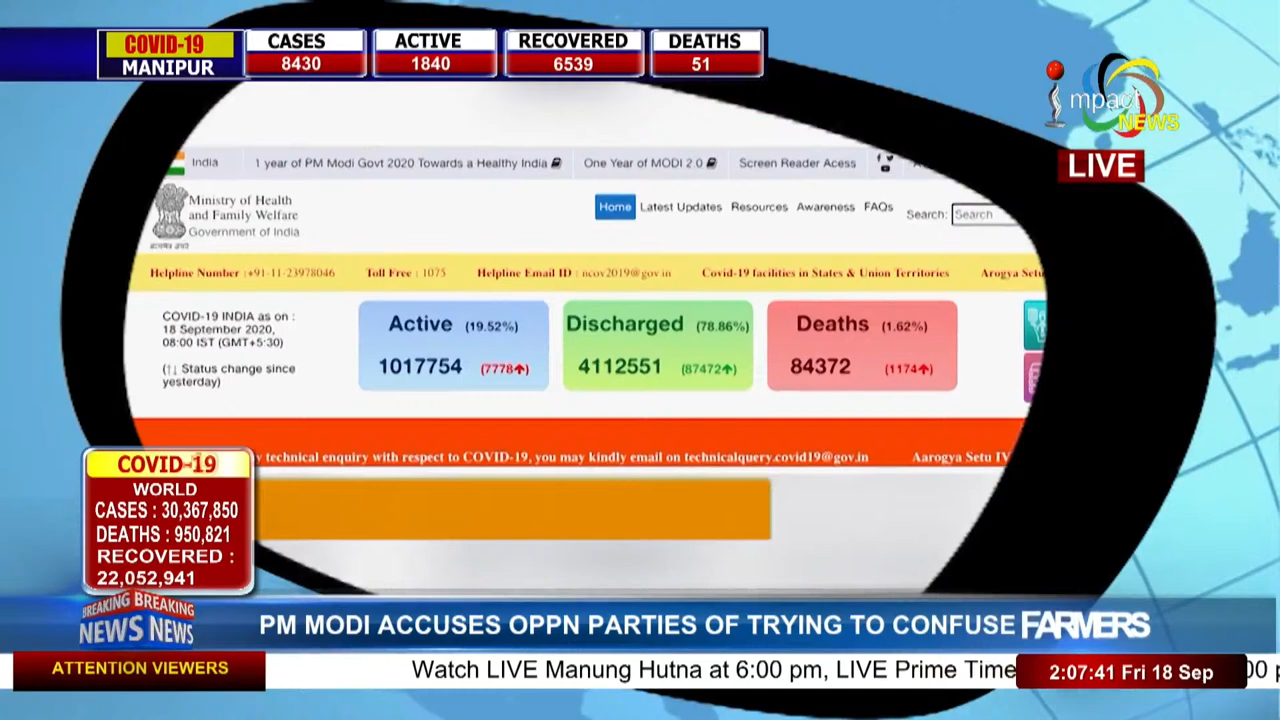 COVID-19
MANIPUR
CASES
8430
ACTIVE
1840
RECOVERED
6539
DEATHS
51
impact
NEWS
LIVE
India
1 year of PM Modi Govt 2020 Towards a Healthy India
One Year of MODI 2.0
Screen Reader Acess
Ministry of Health
and Family Welfare
Government of India
Home
Latest Updates
Resources
Awareness
FAQs
Search:
Search
Helpline Number :+91-11-23978046
Toll Free : 1075
Helpline Email ID : ncov2019@gov.in
Covid-19 facilities in States & Union Territories
Arogya Setu
COVID-19 INDIA as on :
18 September 2020,
08:00 IST (GMT+5:30)
(↑↓ Status change since
yesterday)
Active (19.52%)
1017754 (7778↑)
Discharged (78.86%)
4112551 (87472↑)
Deaths (1.62%)
84372 (1174↑)
y technical enquiry with respect to COVID-19, you may kindly email on technicalquery.covid19@gov.in
Aarogya Setu IV
COVID-19
WORLD
CASES : 30,367,850
DEATHS : 950,821
RECOVERED :
22,052,941
BREAKING BREAKING
NEWS NEWS
PM MODI ACCUSES OPPN PARTIES OF TRYING TO CONFUSE FARMERS
ATTENTION VIEWERS
Watch LIVE Manung Hutna at 6:00 pm, LIVE Prime Time
2:07:41 Fri 18 Sep